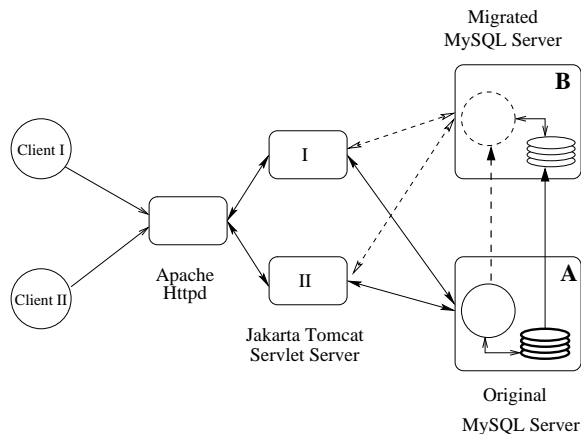 Migrated
MySQL Server
B
Client I
I
Apache
Httpd
Client II
II
Jakarta Tomcat
Servlet Server
A
Original
MySQL Server